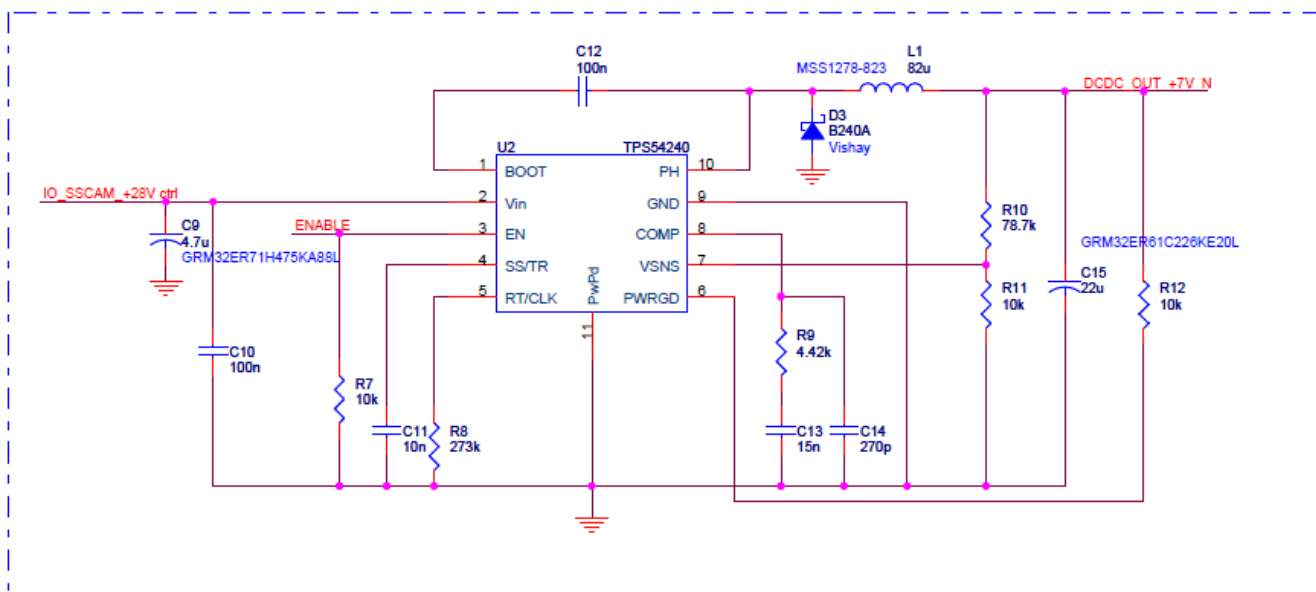 C12
100n
MSS1278-823
L1
82u
DCDC_OUT_+7V_N
D3
B240A
Vishay
U2
TPS54240
1
BOOT
PH
10
IO_SSCAM_+28V ctrl
2
Vin
GND
9
C9
4.7u
GRM32ER71H475KA88L
ENABLE
3
EN
COMP
8
R10
78.7k
GRM32ER61C226KE20L
4
SS/TR
VSNS
7
5
RT/CLK
PwPd
PWRGD
6
11
R11
10k
C15
22u
R12
10k
R9
4.42k
C10
100n
R7
10k
C11
10n
R8
273k
C13
15n
C14
270p